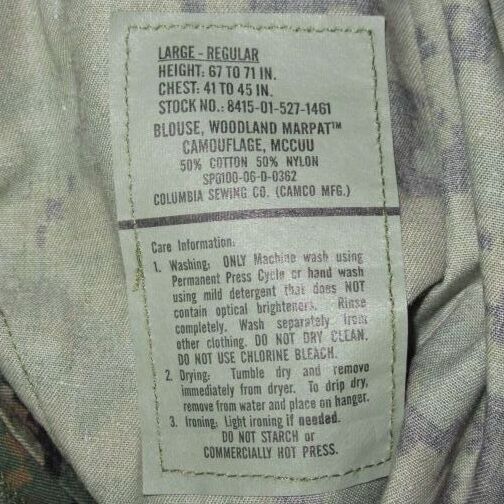 LARGE - REGULAR
HEIGHT: 67 TO 71 IN.
CHEST: 41 TO 45 IN.
STOCK NO.: 8415-01-527-1461
BLOUSE, WOODLAND MARPAT™
CAMOUFLAGE, MCCUU
50% COTTON 50% NYLON
SPO100-06-D-0362
COLUMBIA SEWING CO. (CAMCO MFG.)
Care Information:
1. Washing: ONLY Machine wash using
Permanent Press Cycle or hand wash
using mild detergent that does NOT
contain optical brighteners. Rinse
completely. Wash separately from
other clothing. DO NOT DRY CLEAN.
DO NOT USE CHLORINE BLEACH.
2. Drying: Tumble dry and remove
immediately from dryer. To drip dry,
remove from water and place on hanger.
3. Ironing: Light ironing if needed.
DO NOT STARCH or
COMMERCIALLY HOT PRESS.